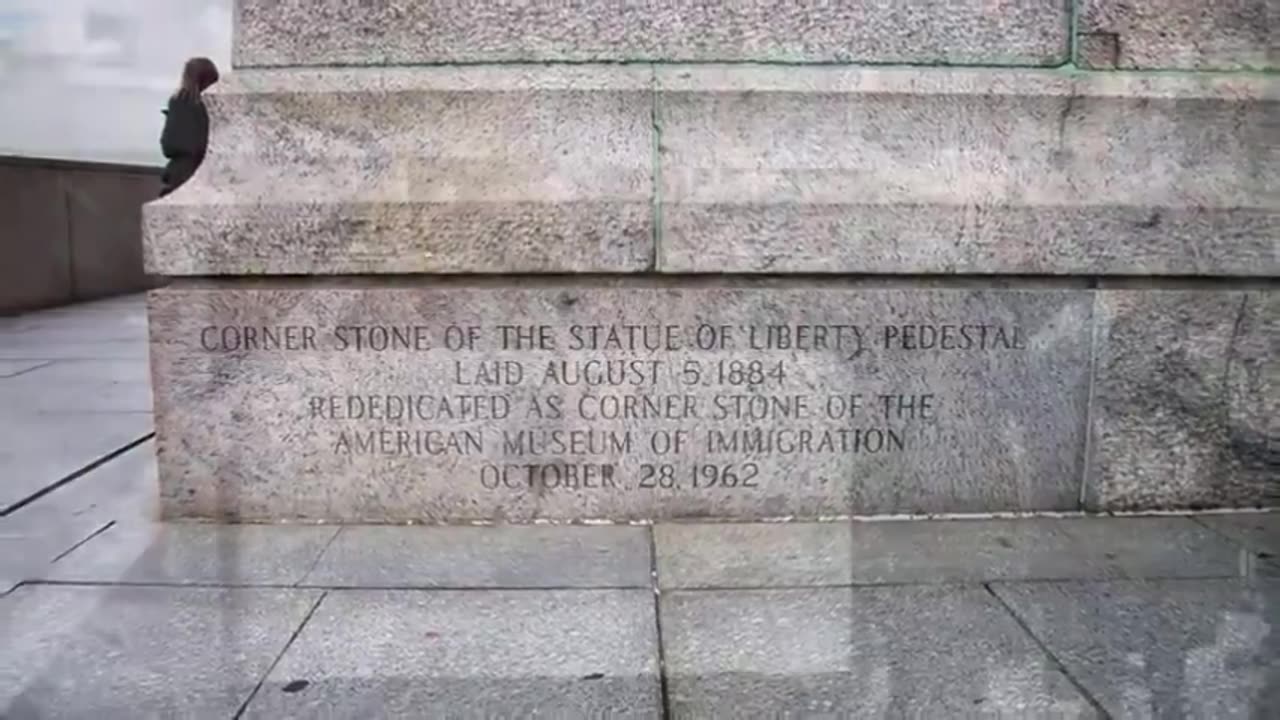 CORNER STONE OF THE STATUE OF LIBERTY PEDESTAL
LAID AUGUST 5, 1884
REDEDICATED AS CORNER STONE OF THE
AMERICAN MUSEUM OF IMMIGRATION
OCTOBER 28, 1962